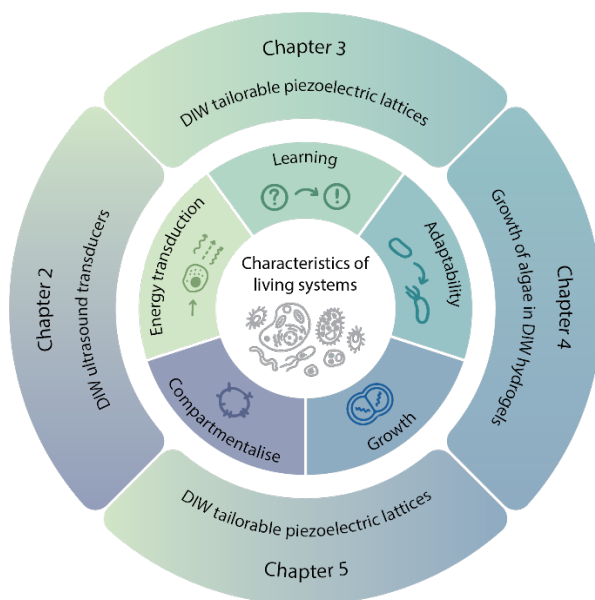 Chapter 3
DIW tailorable piezoelectric lattices
Chapter 2
DIW ultrasound transducers
Chapter 4
Growth of algae in DIW hydrogels
Learning
? !
Energy transduction
Adaptability
Characteristics of
living systems
Compartmentalise
Growth
DIW tailorable piezoelectric lattices
Chapter 5